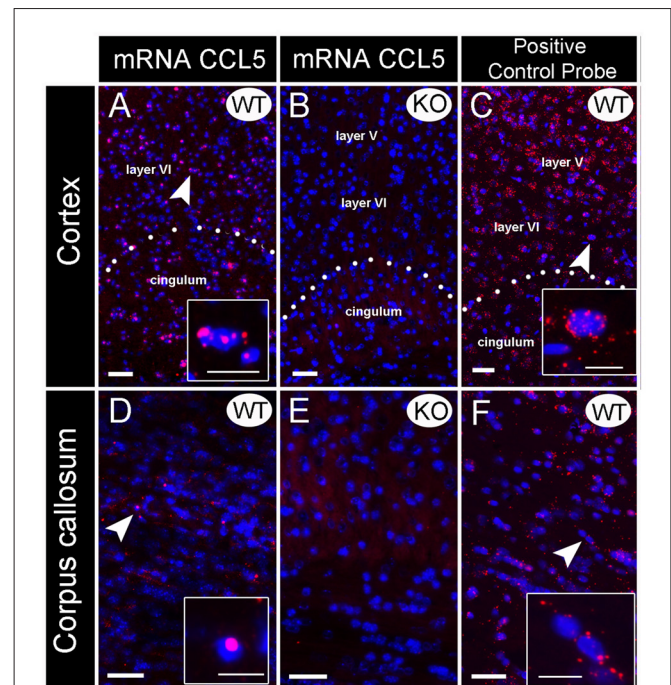 mRNA CCL5
mRNA CCL5
Positive
Control Probe
Cortex
A
WT
layer VI
cingulum
B
KO
layer V
layer VI
cingulum
C
WT
layer V
layer VI
cingulum
Corpus callosum
D
WT
E
KO
F
WT